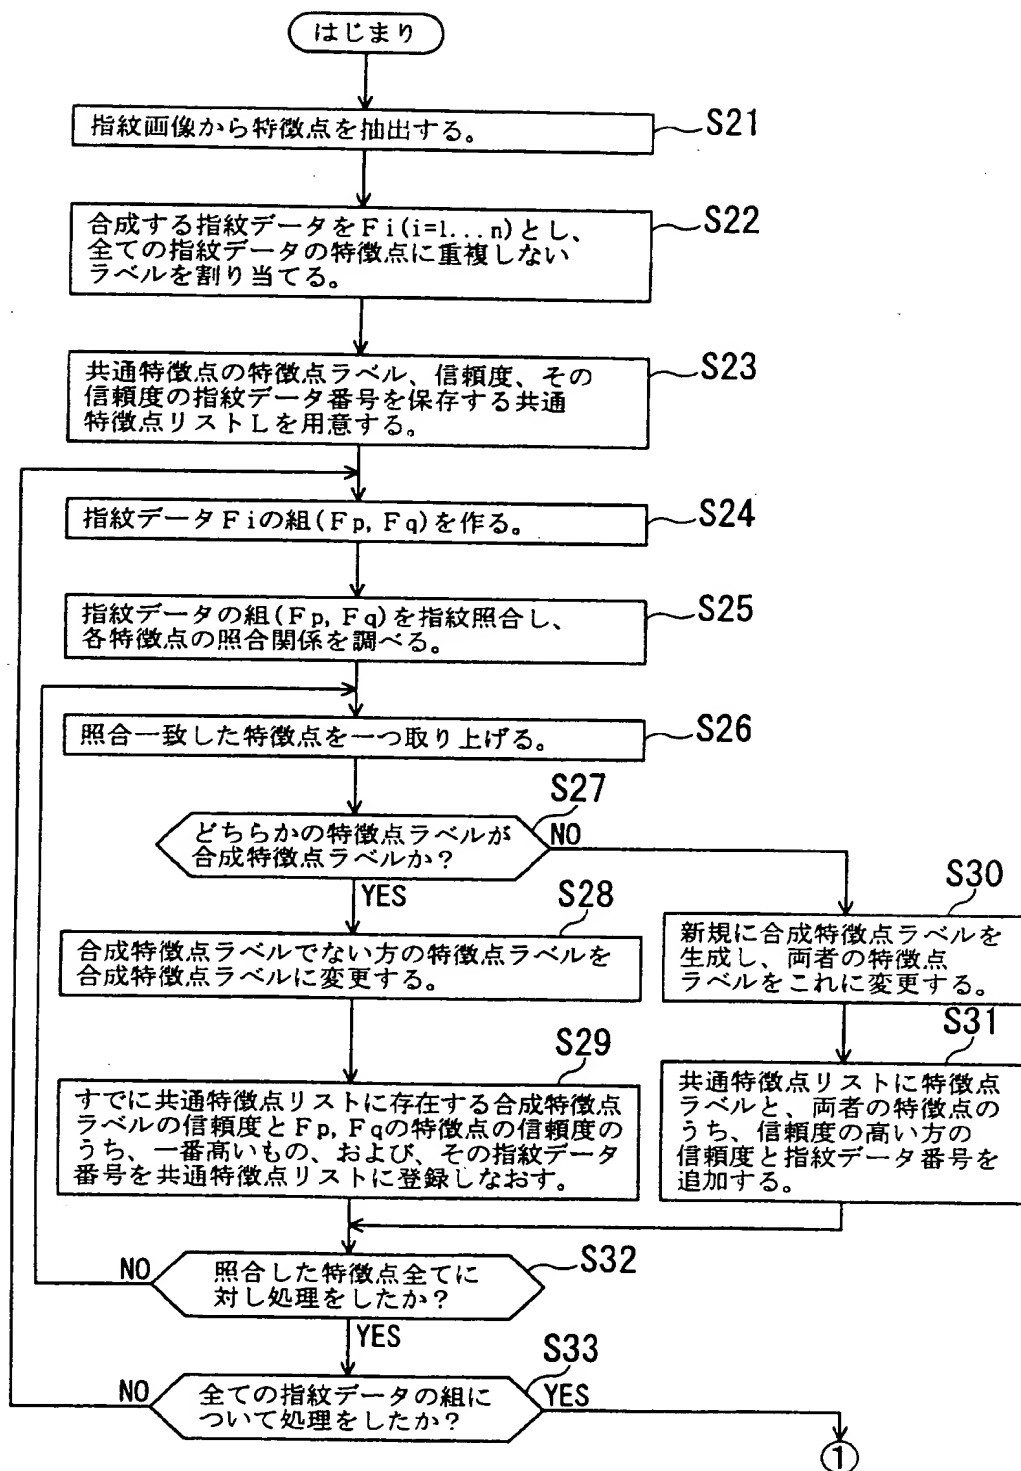 はじまり
指紋画像から特徴点を抽出する。
S21
合成する指紋データをＦi(i=1...n)とし、
全ての指紋データの特徴点に重複しない
ラベルを割り当てる。
S22
共通特徴点の特徴点ラベル、信頼度、その
信頼度の指紋データ番号を保存する共通
特徴点リストＬを用意する。
S23
指紋データＦiの組(Ｆp,Ｆq)を作る。
S24
指紋データの組(Ｆp,Ｆq)を指紋照合し、
各特徴点の照合関係を調べる。
S25
照合一致した特徴点を一つ取り上げる。
S26
S27
どちらかの特徴点ラベルが
合成特徴点ラベルか？
NO
YES
S28
合成特徴点ラベルでない方の特徴点ラベルを
合成特徴点ラベルに変更する。
S30
新規に合成特徴点ラベルを
生成し、両者の特徴点
ラベルをこれに変更する。
S29
すでに共通特徴点リストに存在する合成特徴点
ラベルの信頼度とＦp,Ｆqの特徴点の信頼度の
うち、一番高いもの、および、その指紋データ
番号を共通特徴点リストに登録しなおす。
S31
共通特徴点リストに特徴点
ラベルと、両者の特徴点の
うち、信頼度の高い方の
信頼度と指紋データ番号を
追加する。
S32
NO
照合した特徴点全てに
対し処理をしたか？
YES
S33
NO
全ての指紋データの組に
ついて処理をしたか？
YES
1